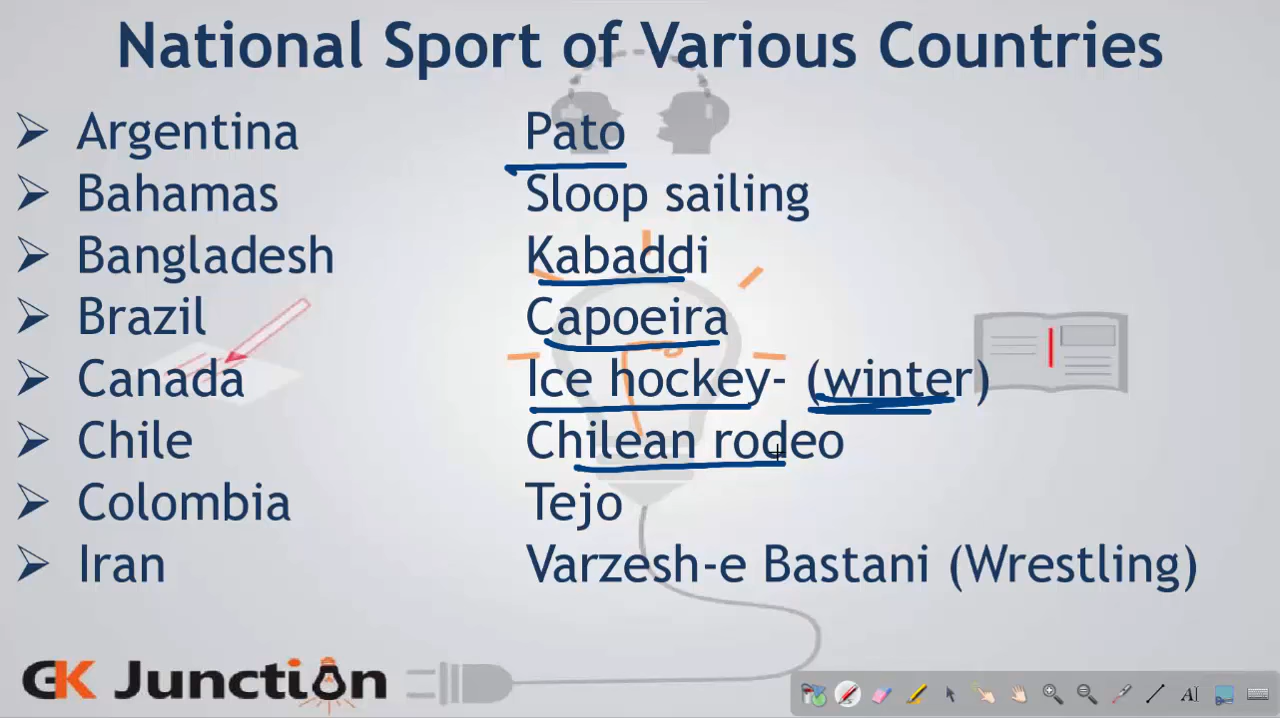 National Sport of Various Countries
Argentina Pato
Bahamas Sloop sailing
Bangladesh Kabaddi
Brazil Capoeira
Canada Ice hockey- (winter)
Chile Chilean rodeo
Colombia Tejo
Iran Varzesh-e Bastani (Wrestling)
GK Junction